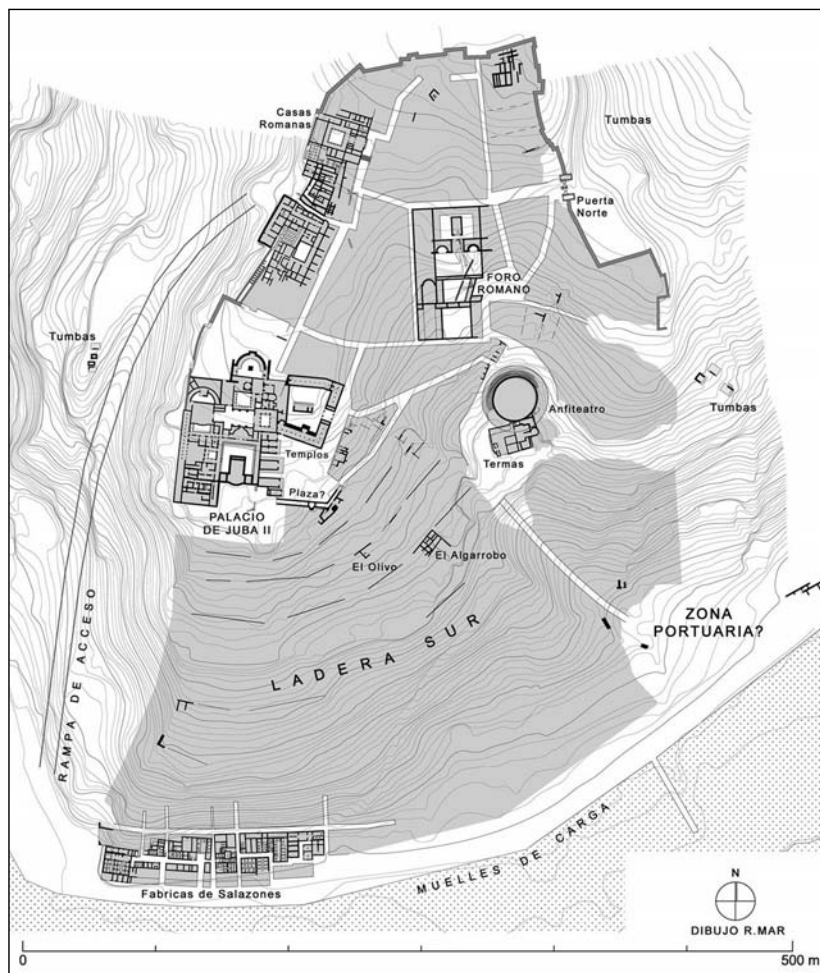 Casas
Romanas
Tumbas
Puerta
Norte
FORO
ROMANO
Tumbas
Tumbas
Anfiteatro
Templos
Termas
Plaza?
PALACIO
DE JUBA II
El Olivo
El Algarrobo
RAMPA DE ACCESO
LADERA SUR
ZONA
PORTUARIA?
MUELLES DE CARGA
Fabricas de Salazones
N
DIBUJO R.MAR
0
500 m